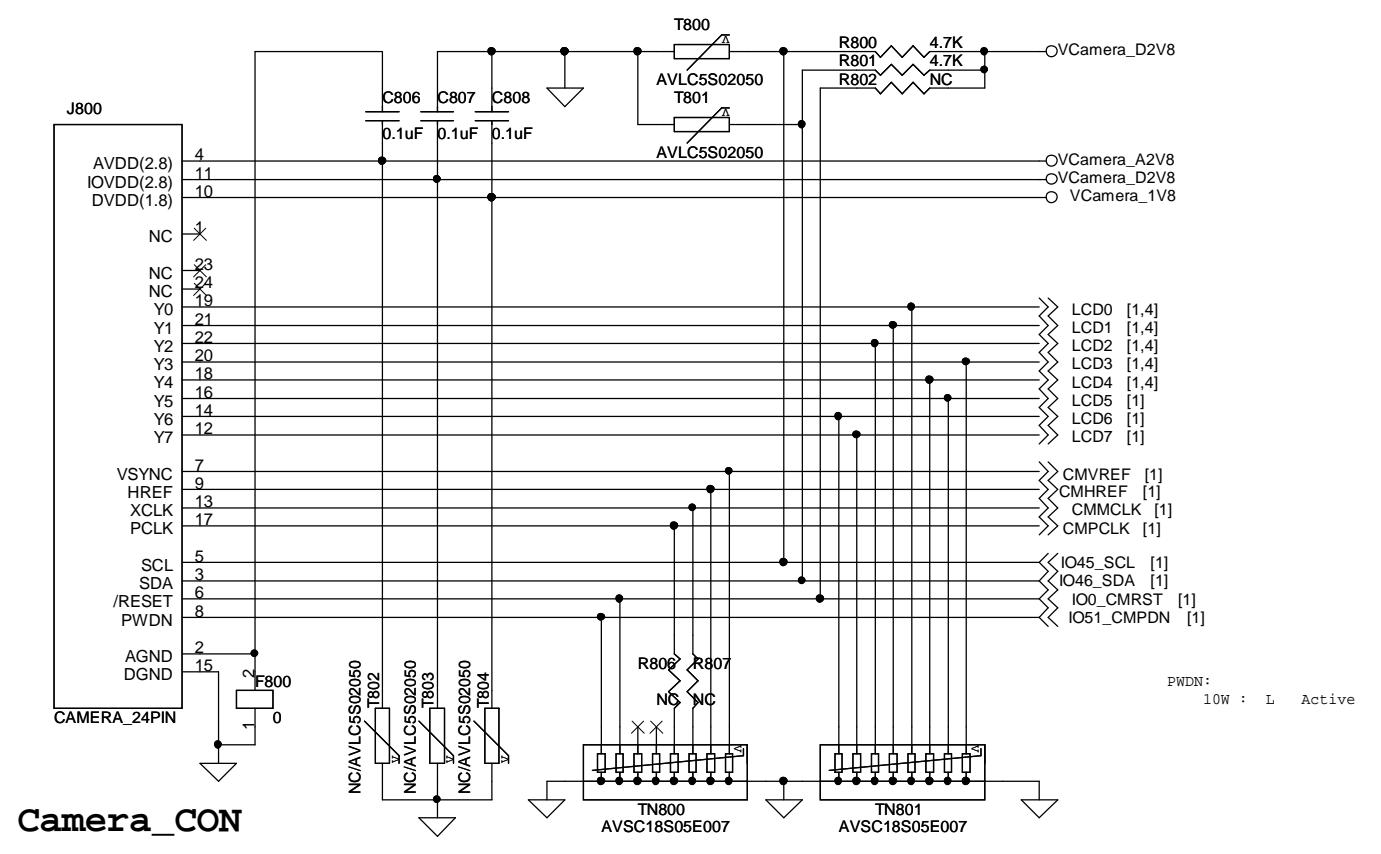 T800
R800 4.7K VCamera_D2V8
R801 4.7K
AVLC5S02050 R802 NC
C806 C807 C808 T801
J800
0.1uF 0.1uF 0.1uF
AVLC5S02050
AVDD(2.8) 4 VCamera_A2V8
IOVDD(2.8) 11 VCamera_D2V8
DVDD(1.8) 10 VCamera_1V8
NC 1
NC 23
NC 24
Y0 19 LCD0 [1,4]
Y1 21 LCD1 [1,4]
Y2 22 LCD2 [1,4]
Y3 20 LCD3 [1,4]
Y4 18 LCD4 [1,4]
Y5 16 LCD5 [1]
Y6 14 LCD6 [1]
Y7 12 LCD7 [1]
VSYNC 7 CMVREF [1]
HREF 9 CMHREF [1]
XCLK 13 CMMCLK [1]
PCLK 17 CMPCLK [1]
SCL 5 IO45_SCL [1]
SDA 3 IO46_SDA [1]
/RESET 6 IO0_CMRST [1]
PWDN 8 IO51_CMPDN [1]
AGND 2
DGND 15
R806 R807
NC NC
2 F800
1 0
CAMERA_24PIN
NC/AVLC5S02050 T802
NC/AVLC5S02050 T803
NC/AVLC5S02050 T804
PWDN:
10W : L Active
TN800 TN801
AVSC18S05E007 AVSC18S05E007
Camera_CON